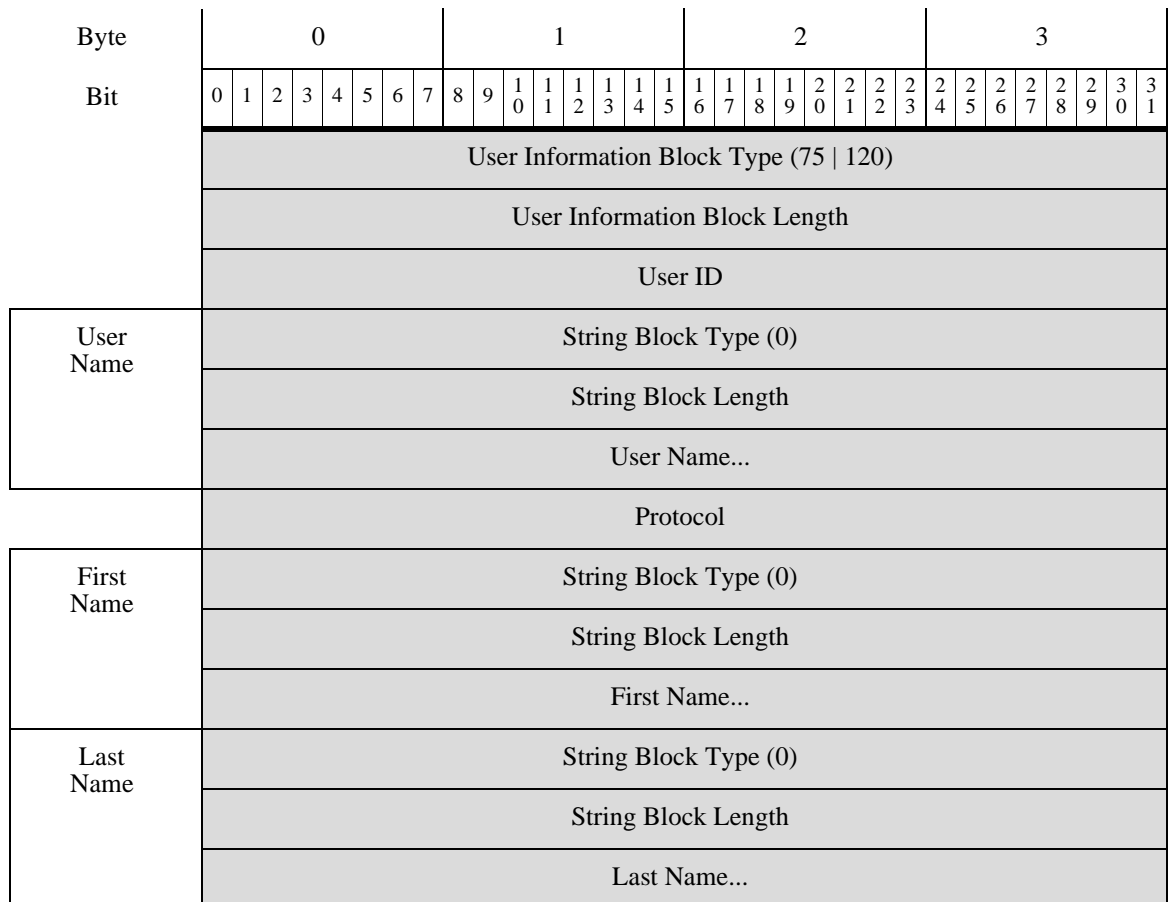 Byte 0 1 2 3
Bit 0 1 2 3 4 5 6 7 8 9 10 11 12 13 14 15 16 17 18 19 20 21 22 23 24 25 26 27 28 29 30 31
User Information Block Type (75 | 120)
User Information Block Length
User ID
User
Name
String Block Type (0)
String Block Length
User Name...
Protocol
First
Name
String Block Type (0)
String Block Length
First Name...
Last
Name
String Block Type (0)
String Block Length
Last Name...